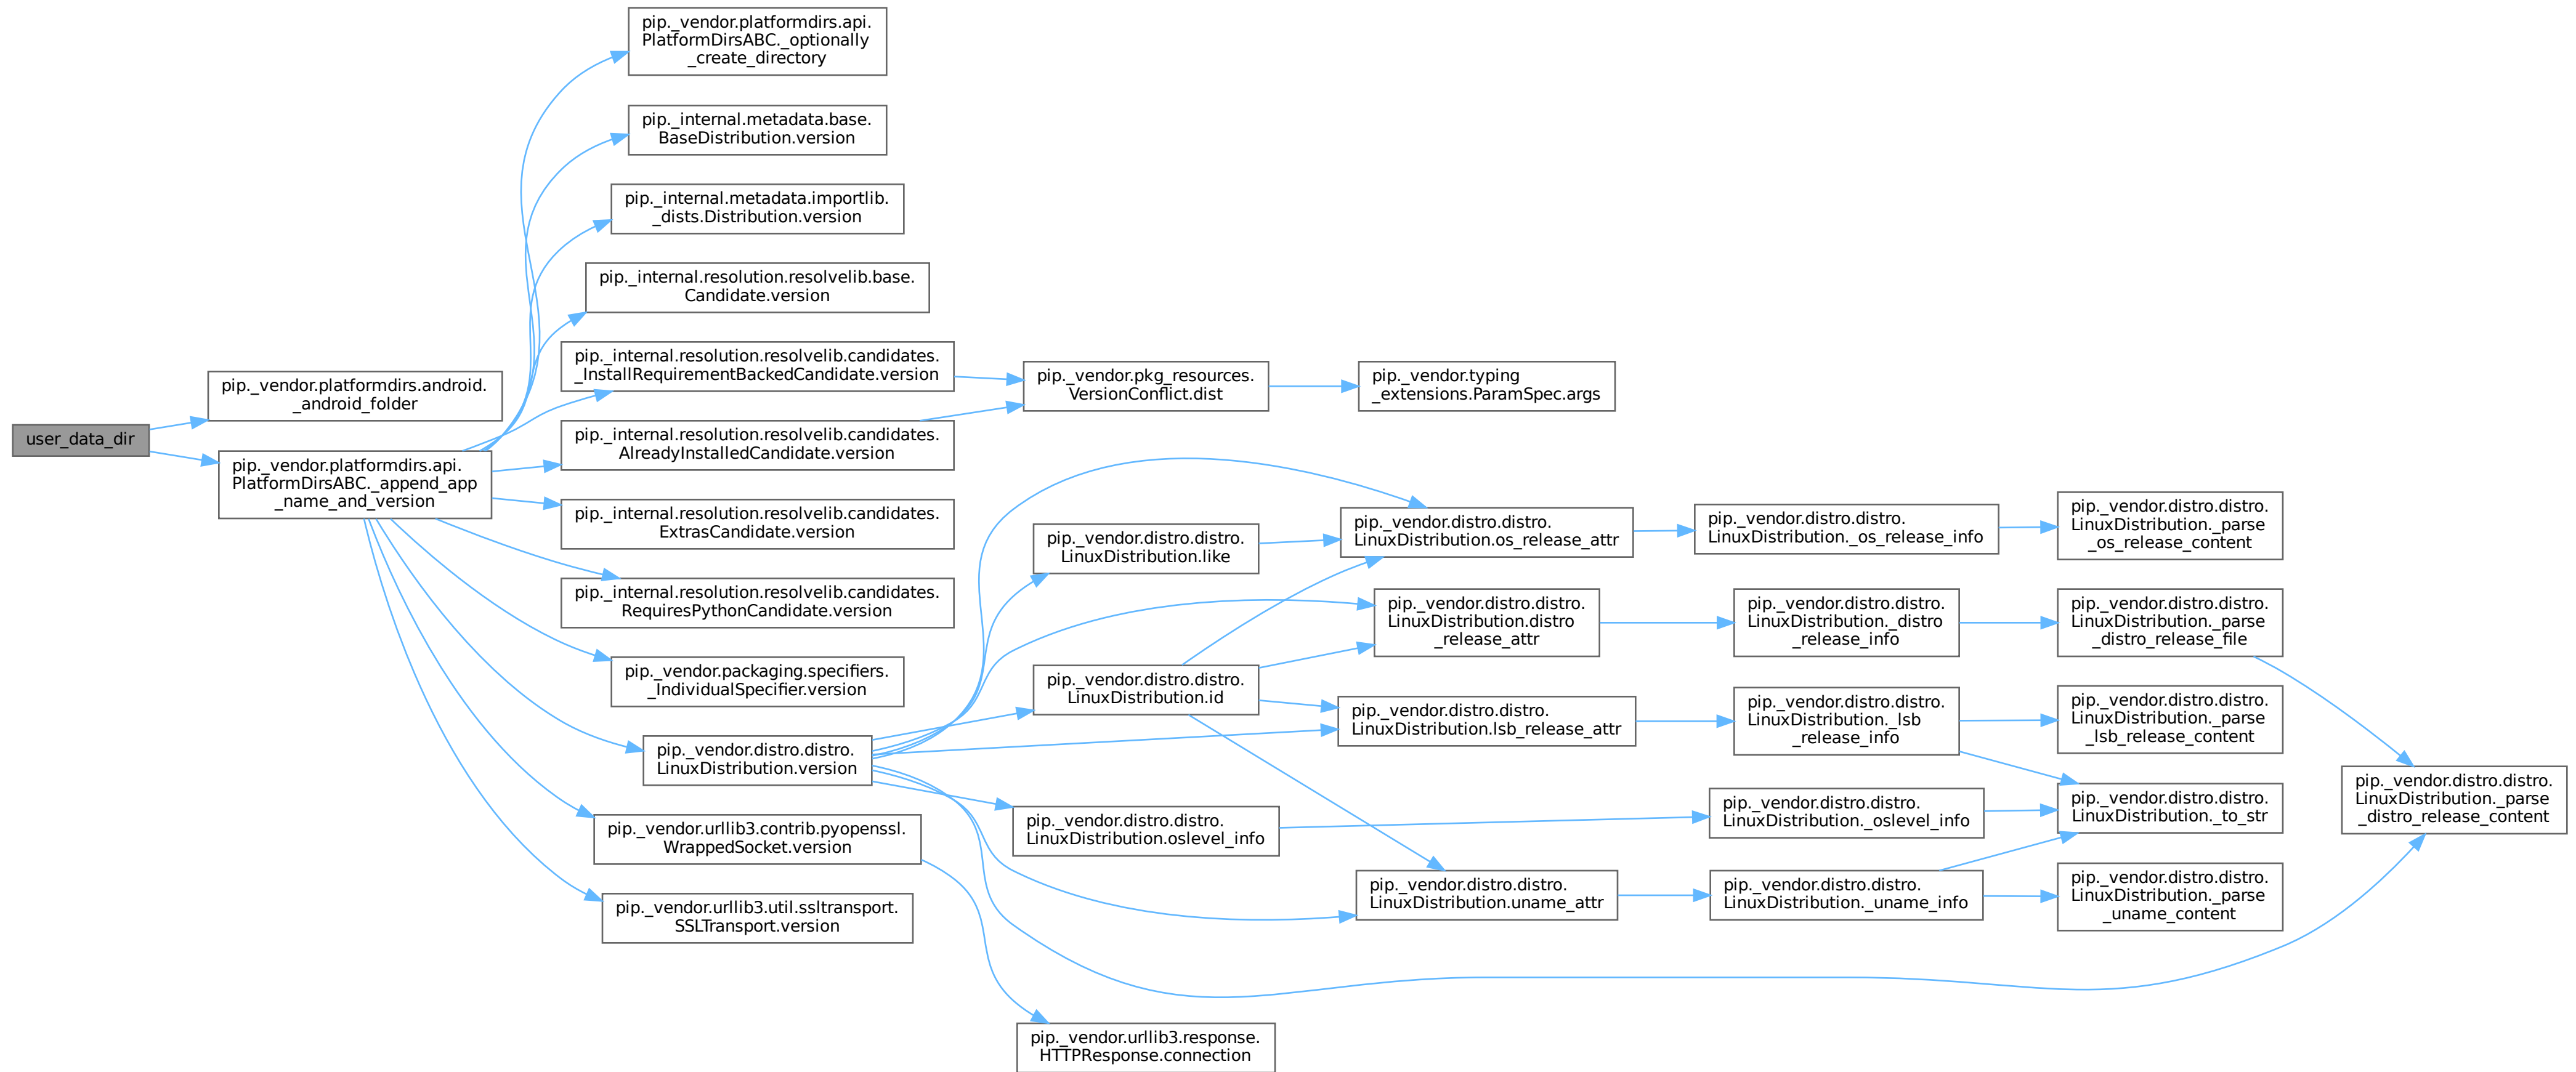 user_data_dir
pip._vendor.platformdirs.android.
_android_folder
pip._vendor.platformdirs.api.
PlatformDirsABC._append_app
_name_and_version
pip._vendor.platformdirs.api.
PlatformDirsABC._optionally
_create_directory
pip._internal.metadata.base.
BaseDistribution.version
pip._internal.metadata.importlib.
_dists.Distribution.version
pip._internal.resolution.resolvelib.base.
Candidate.version
pip._internal.resolution.resolvelib.candidates.
_InstallRequirementBackedCandidate.version
pip._internal.resolution.resolvelib.candidates.
AlreadyInstalledCandidate.version
pip._internal.resolution.resolvelib.candidates.
ExtrasCandidate.version
pip._internal.resolution.resolvelib.candidates.
RequiresPythonCandidate.version
pip._vendor.packaging.specifiers.
_IndividualSpecifier.version
pip._vendor.distro.distro.
LinuxDistribution.version
pip._vendor.urllib3.contrib.pyopenssl.
WrappedSocket.version
pip._vendor.urllib3.util.ssltransport.
SSLTransport.version
pip._vendor.pkg_resources.
VersionConflict.dist
pip._vendor.distro.distro.
LinuxDistribution.like
pip._vendor.distro.distro.
LinuxDistribution.id
pip._vendor.distro.distro.
LinuxDistribution.oslevel_info
pip._vendor.urllib3.response.
HTTPResponse.connection
pip._vendor.typing
_extensions.ParamSpec.args
pip._vendor.distro.distro.
LinuxDistribution.os_release_attr
pip._vendor.distro.distro.
LinuxDistribution.distro
_release_attr
pip._vendor.distro.distro.
LinuxDistribution.lsb_release_attr
pip._vendor.distro.distro.
LinuxDistribution.uname_attr
pip._vendor.distro.distro.
LinuxDistribution._os_release_info
pip._vendor.distro.distro.
LinuxDistribution._distro
_release_info
pip._vendor.distro.distro.
LinuxDistribution._lsb
_release_info
pip._vendor.distro.distro.
LinuxDistribution._oslevel_info
pip._vendor.distro.distro.
LinuxDistribution._uname_info
pip._vendor.distro.distro.
LinuxDistribution._parse
_os_release_content
pip._vendor.distro.distro.
LinuxDistribution._parse
_distro_release_file
pip._vendor.distro.distro.
LinuxDistribution._parse
_lsb_release_content
pip._vendor.distro.distro.
LinuxDistribution._to_str
pip._vendor.distro.distro.
LinuxDistribution._parse
_uname_content
pip._vendor.distro.distro.
LinuxDistribution._parse
_distro_release_content